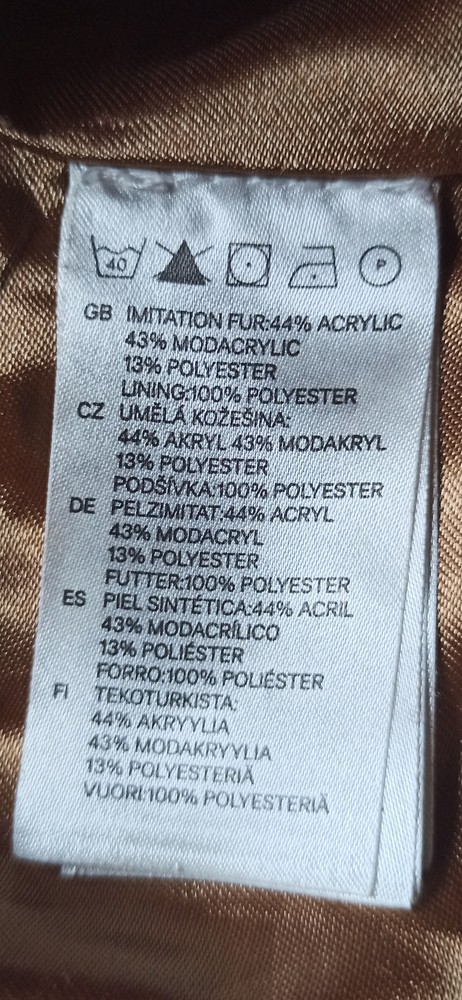 40
P
GB IMITATION FUR:44% ACRYLIC
43% MODACRYLIC
13% POLYESTER
LINING:100% POLYESTER
CZ UMĚLÁ KOŽEŠINA:
44% AKRYL 43% MODAKRYL
13% POLYESTER
PODŠÍVKA:100% POLYESTER
DE PELZIMITAT:44% ACRYL
43% MODACRYL
13% POLYESTER
FUTTER:100% POLYESTER
ES PIEL SINTÉTICA:44% ACRIL
43% MODACRÍLICO
13% POLIÉSTER
FORRO:100% POLIÉSTER
FI TEKOTURKISTA:
44% AKRYYLIA
43% MODAKRYYLIA
13% POLYESTERIÄ
VUORI:100% POLYESTERIÄ